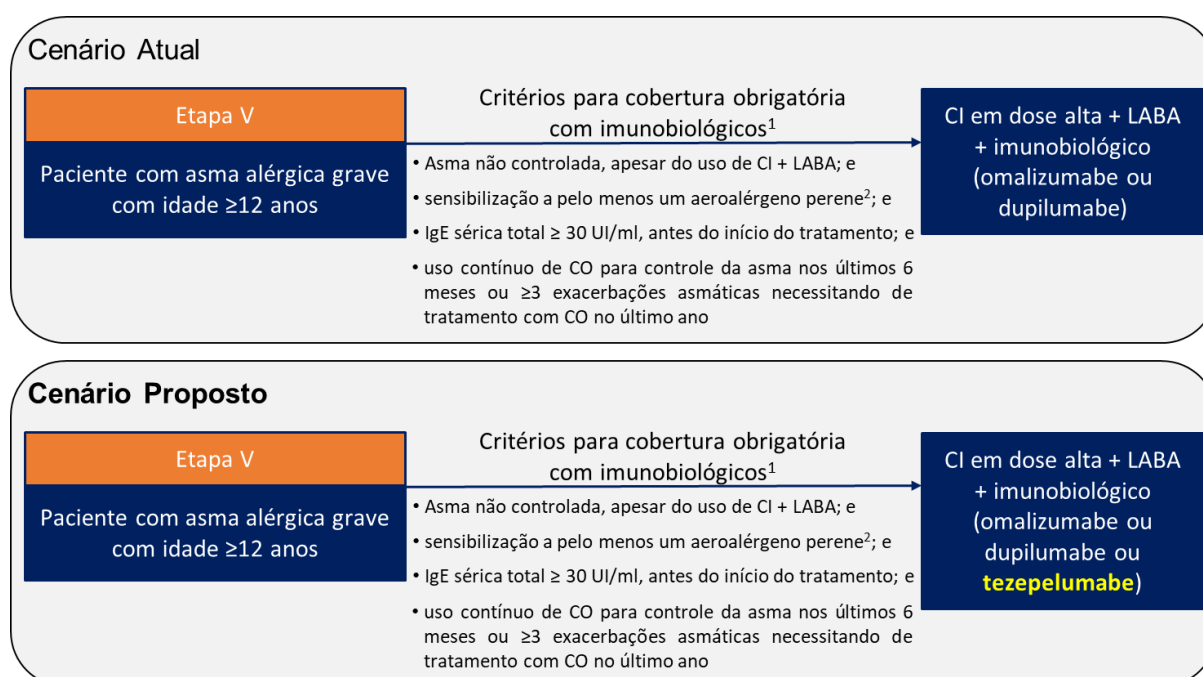 Cenário Atual
Etapa V
Paciente com asma alérgica grave
com idade ≥12 anos
Critérios para cobertura obrigatória
com imunobiológicos¹
• Asma não controlada, apesar do uso de CI + LABA; e
• sensibilização a pelo menos um aeroalérgeno perene²; e
• IgE sérica total ≥ 30 UI/ml, antes do início do tratamento; e
• uso contínuo de CO para controle da asma nos últimos 6
meses ou ≥3 exacerbações asmáticas necessitando de
tratamento com CO no último ano
CI em dose alta + LABA
+ imunobiológico
(omalizumabe ou
dupilumabe)
Cenário Proposto
Etapa V
Paciente com asma alérgica grave
com idade ≥12 anos
Critérios para cobertura obrigatória
com imunobiológicos¹
• Asma não controlada, apesar do uso de CI + LABA; e
• sensibilização a pelo menos um aeroalérgeno perene²; e
• IgE sérica total ≥ 30 UI/ml, antes do início do tratamento; e
• uso contínuo de CO para controle da asma nos últimos 6
meses ou ≥3 exacerbações asmáticas necessitando de
tratamento com CO no último ano
CI em dose alta + LABA
+ imunobiológico
(omalizumabe ou
dupilumabe ou
tezepelumabe)